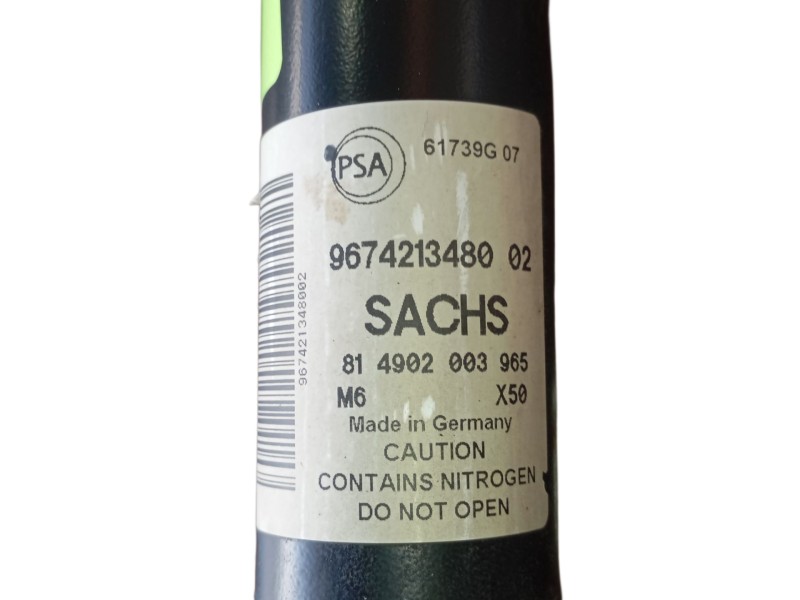 PSA
61739G 07
9674213480 02
SACHS
81 4902 003 965
M6 X50
Made in Germany
CAUTION
CONTAINS NITROGEN
DO NOT OPEN
967421348002